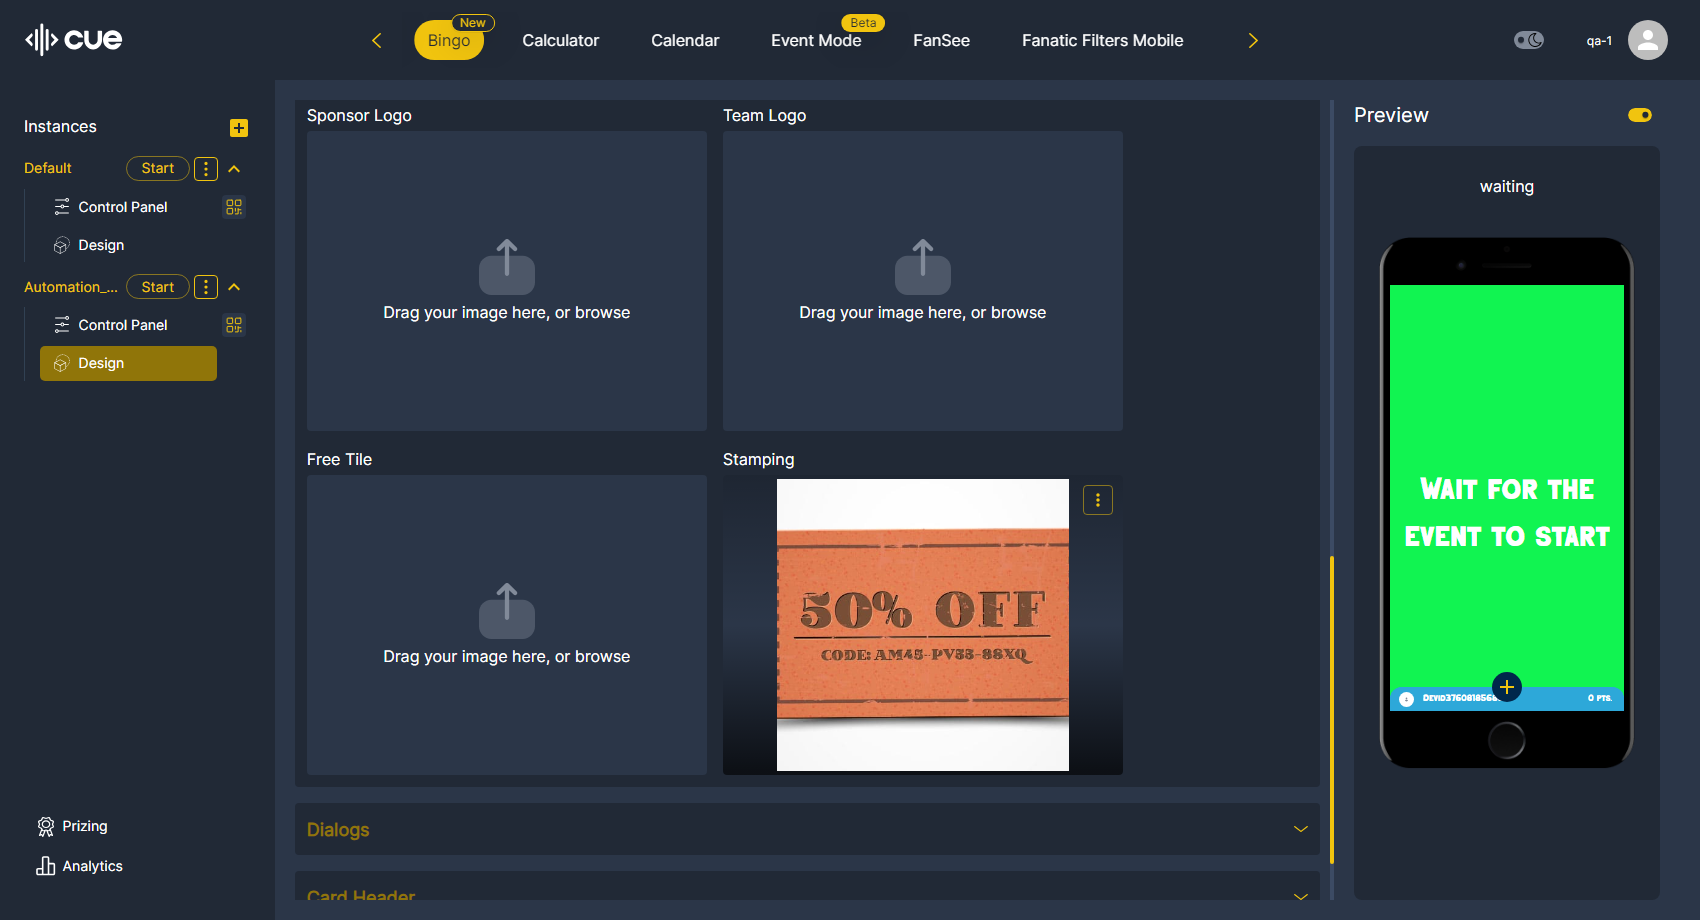 cue
Bingo
New
Calculator
Calendar
Event Mode
Beta
FanSee
Fanatic Filters Mobile
qa-1
Instances
Default
Start
Control Panel
Design
Automation_...
Start
Control Panel
Design
Prizing
Analytics
Sponsor Logo
Drag your image here, or browse
Team Logo
Drag your image here, or browse
Free Tile
Drag your image here, or browse
Stamping
50% OFF
CODE: AM45-PV53-88XQ
Dialogs
Card Header
Preview
waiting
WAIT FOR THE
EVENT TO START
0 PTS.